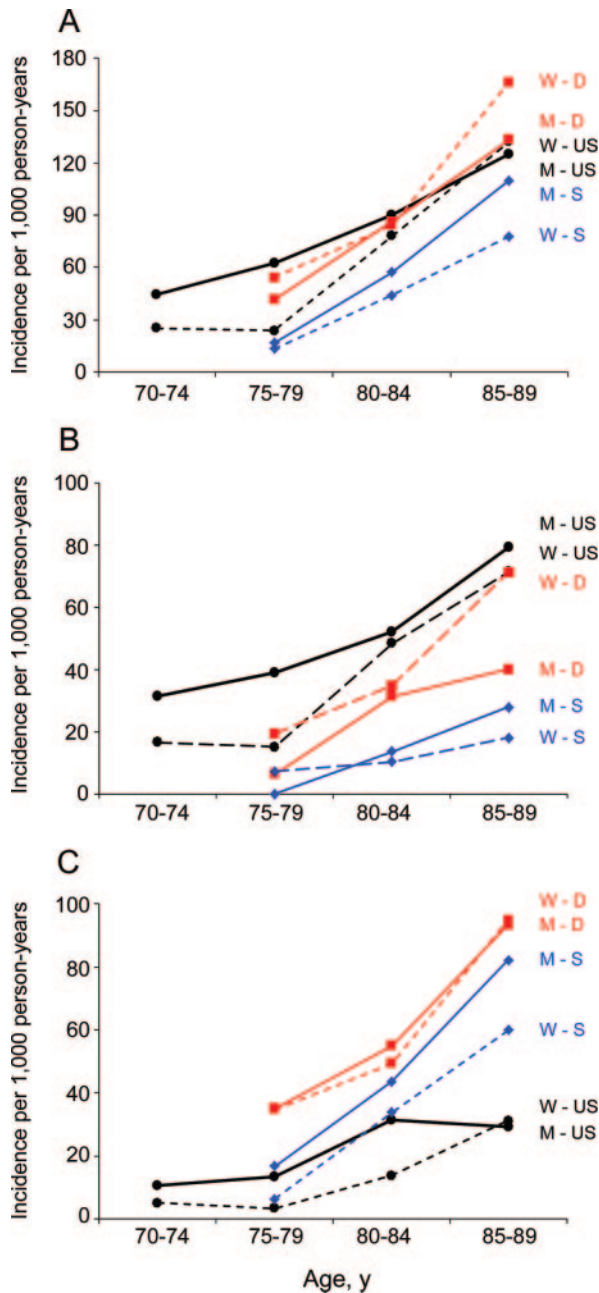 A
Incidence per 1,000 person-years
180
150
120
90
60
30
0
W - D
M - D
W - US
M - US
M - S
W - S
70-74 75-79 80-84 85-89
B
Incidence per 1,000 person-years
100
80
60
40
20
0
M - US
W - US
W - D
M - D
M - S
W - S
70-74 75-79 80-84 85-89
C
Incidence per 1,000 person-years
100
80
60
40
20
0
W - D
M - D
M - S
W - S
W - US
M - US
70-74 75-79 80-84 85-89
Age, y